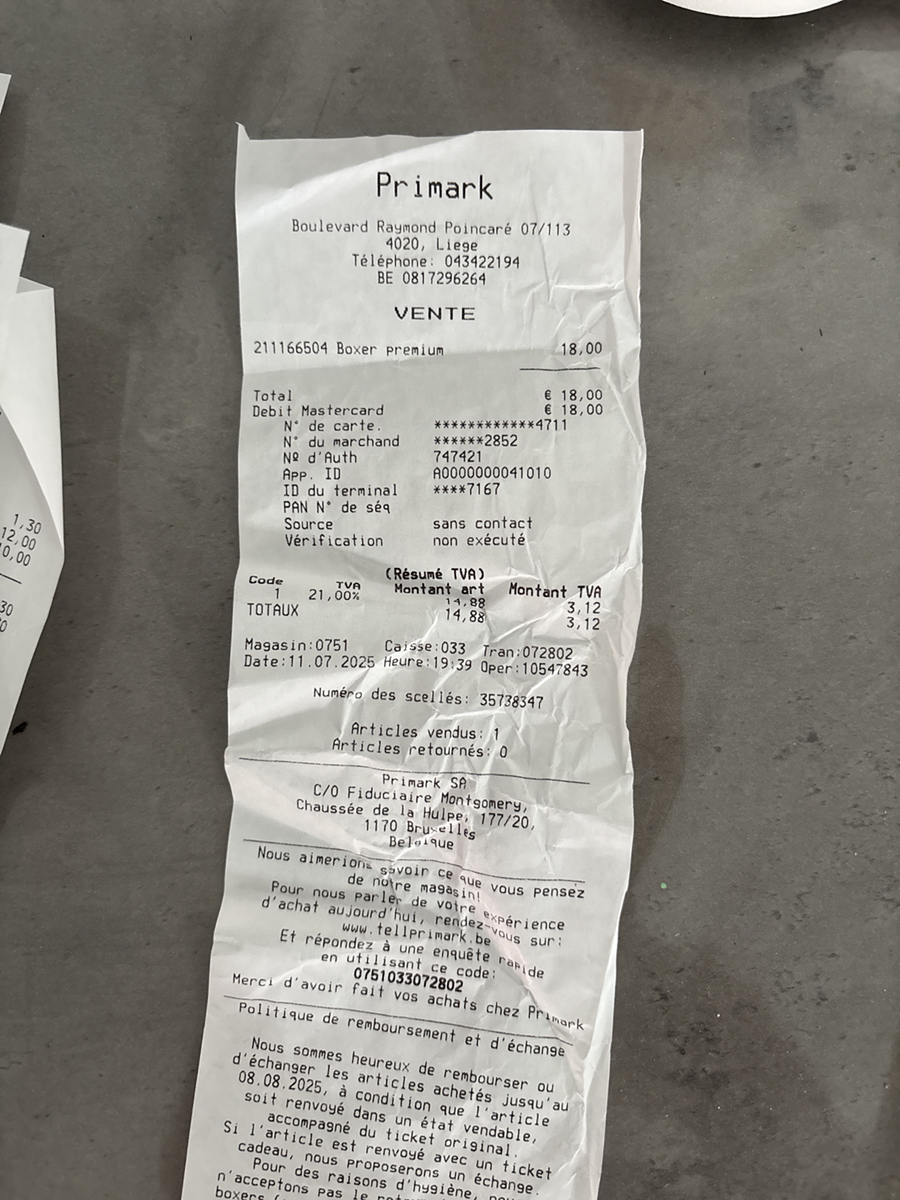 Primark
Boulevard Raymond Poincaré 07/113
4020, Liege
Téléphone: 043422194
BE 0817296264
VENTE
211166504 Boxer premium 18,00
Total € 18,00
Debit Mastercard € 18,00
N° de carte. ************4711
N° du marchand ******2852
Nº d'Auth 747421
App. ID A0000000041010
ID du terminal ****7167
PAN N° de séq
Source sans contact
Vérification non exécuté
(Résumé TVA)
Code TVA Montant art Montant TVA
1 21,00% 14,88 3,12
TOTAUX 14,88 3,12
Magasin:0751 Caisse:033 Tran:072802
Date:11.07.2025 Heure:19:39 Oper:10547843
Numéro des scellés: 35738347
Articles vendus: 1
Articles retournés: 0
Primark SA
C/O Fiduciaire Montgomery,
Chaussée de la Hulpe, 177/20,
1170 Bruxelles
Belgique
Nous aimerions savoir ce que vous pensez
de notre magasin!
Pour nous parler de votre expérience
d'achat aujourd'hui, rendez-vous sur:
www.tellprimark.be
Et répondez à une enquête rapide
en utilisant ce code:
0751033072802
Merci d'avoir fait vos achats chez Primark
Politique de remboursement et d'échange
Nous sommes heureux de rembourser ou
d'échanger les articles achetés jusqu'au
08.08.2025, à condition que l'article
soit renvoyé dans un état vendable,
accompagné du ticket original.
Si l'article est renvoyé avec un ticket
cadeau, nous proposerons un échange.
Pour des raisons d'hygiène,
n'acceptons pas le
boxers
1,30
12,00
10,00